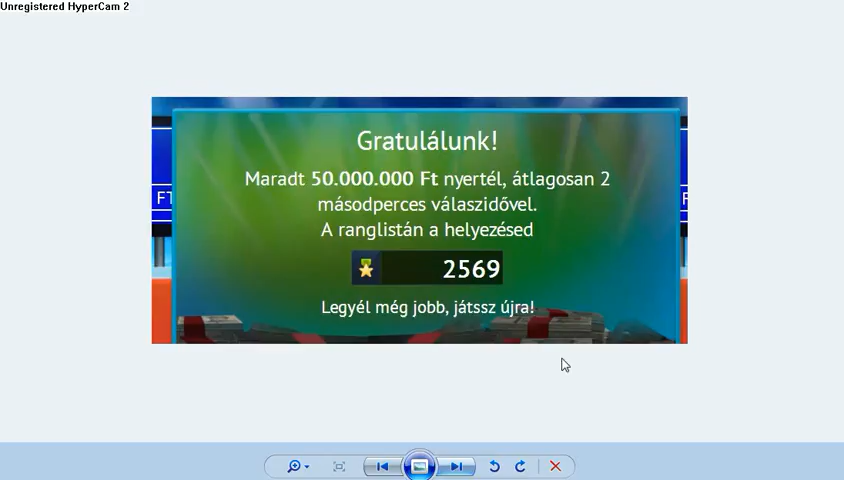 Unregistered HyperCam 2
Gratulálunk!
Maradt 50.000.000 Ft nyertél, átlagosan 2
másodperces válaszidővel.
A ranglistán a helyezésed
2569
Legyél még jobb, játssz újra!
FT
F